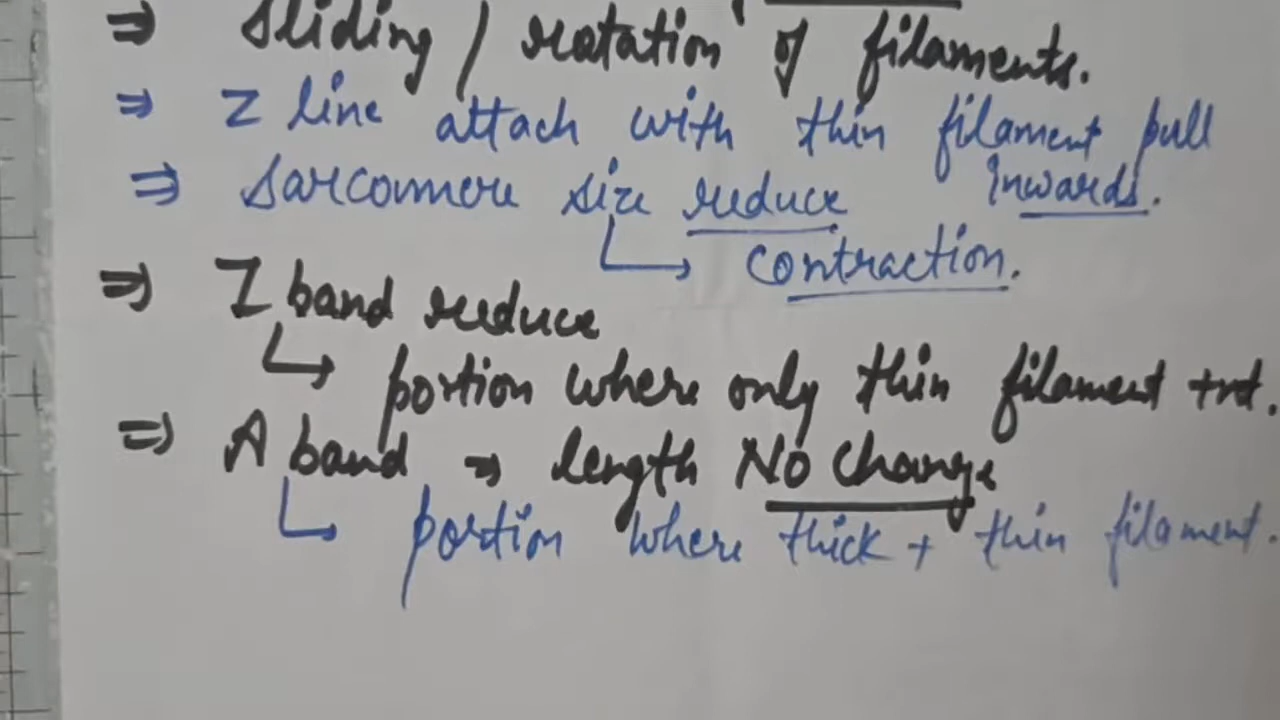 ⇒ Sliding / rotation of filaments.
⇒ Z line attach with thin filament pull
inwards.
⇒ Sarcomere size reduce
↳ contraction.
⇒ I band reduce
↳ portion where only thin filament +nt.
⇒ A band ⇒ length No change
↳ portion where thick + thin filament.